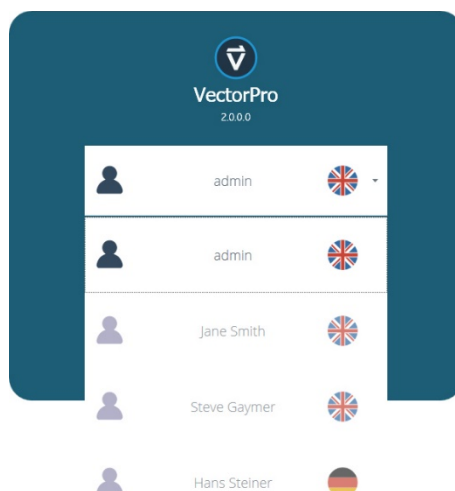 VectorPro
2.0.0.0
admin
admin
Jane Smith
Steve Gaymer
Hans Steiner